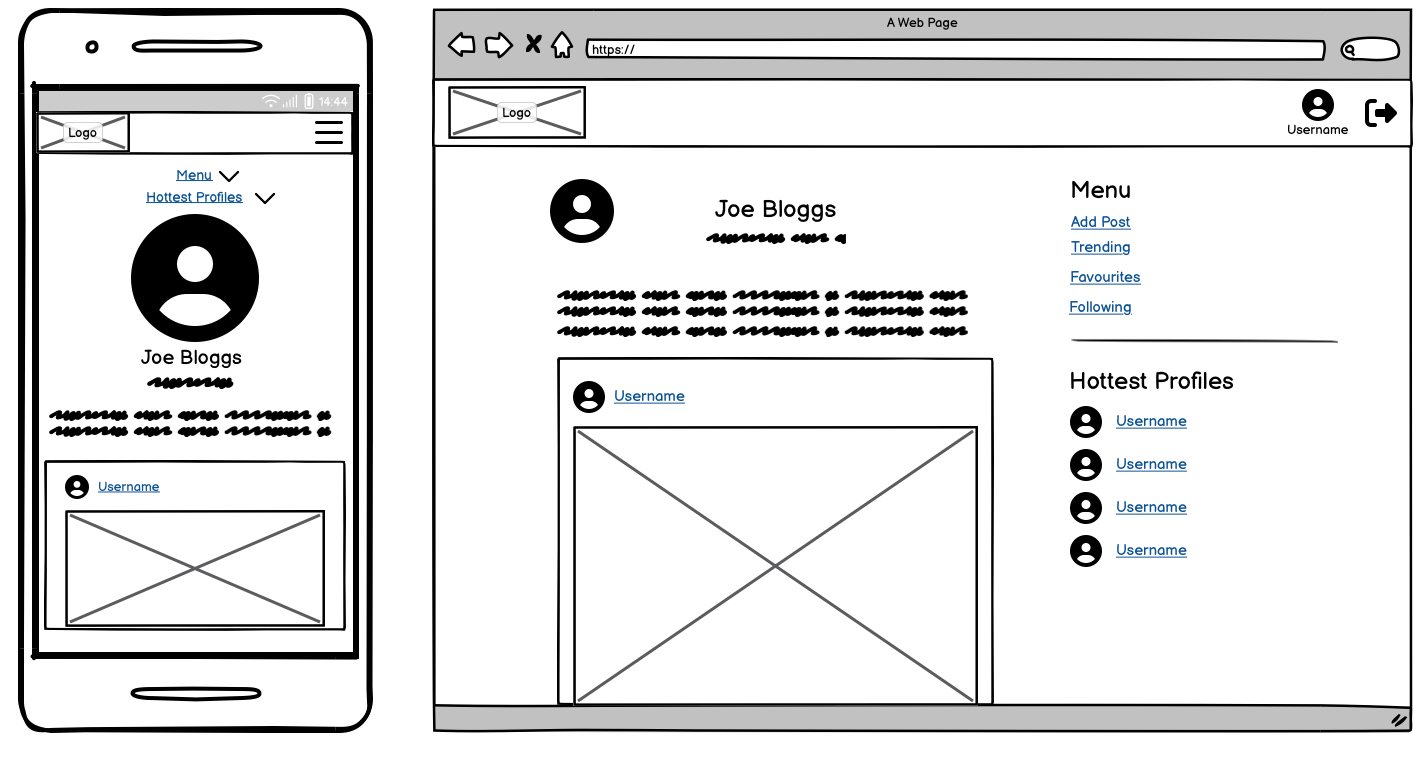 14:44
Logo
Menu
Hottest Profiles
Joe Bloggs
Username
A Web Page
https://
Logo
Username
Joe Bloggs
Username
Menu
Add Post
Trending
Favourites
Following
Hottest Profiles
Username
Username
Username
Username